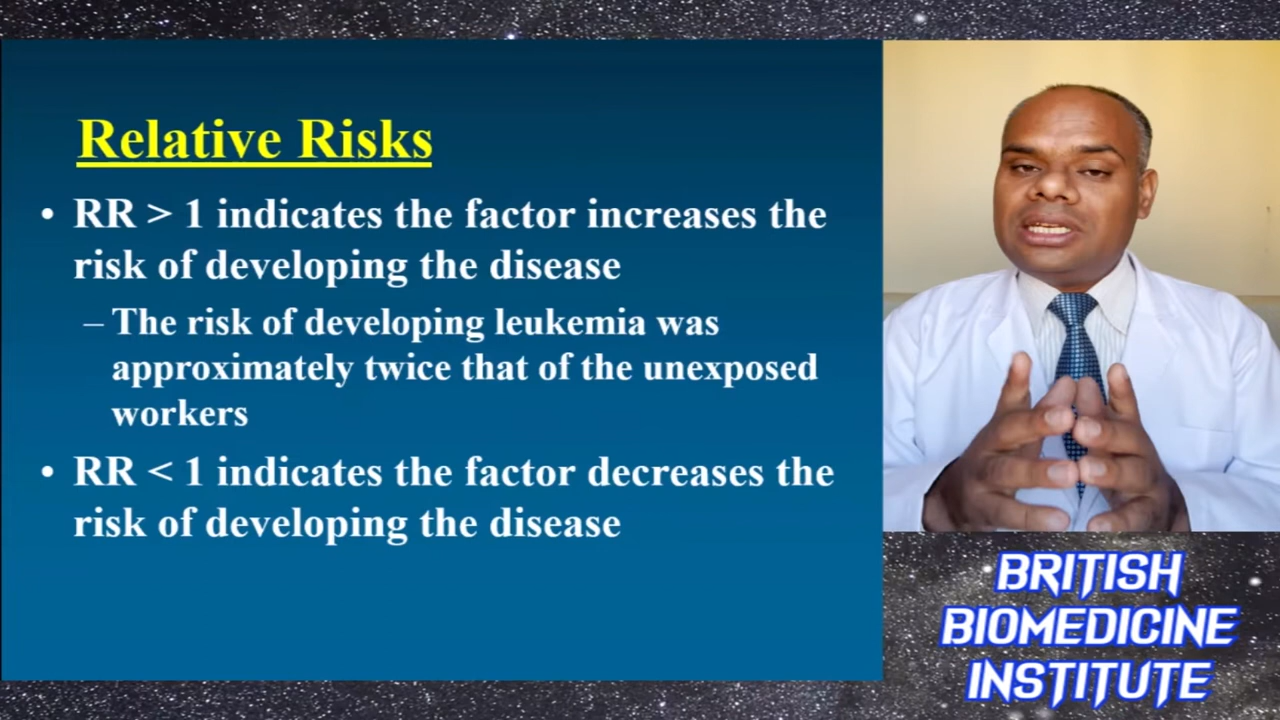 Relative Risks
• RR > 1 indicates the factor increases the
risk of developing the disease
– The risk of developing leukemia was
approximately twice that of the unexposed
workers
• RR < 1 indicates the factor decreases the
risk of developing the disease
BRITISH
BIOMEDICINE
INSTITUTE